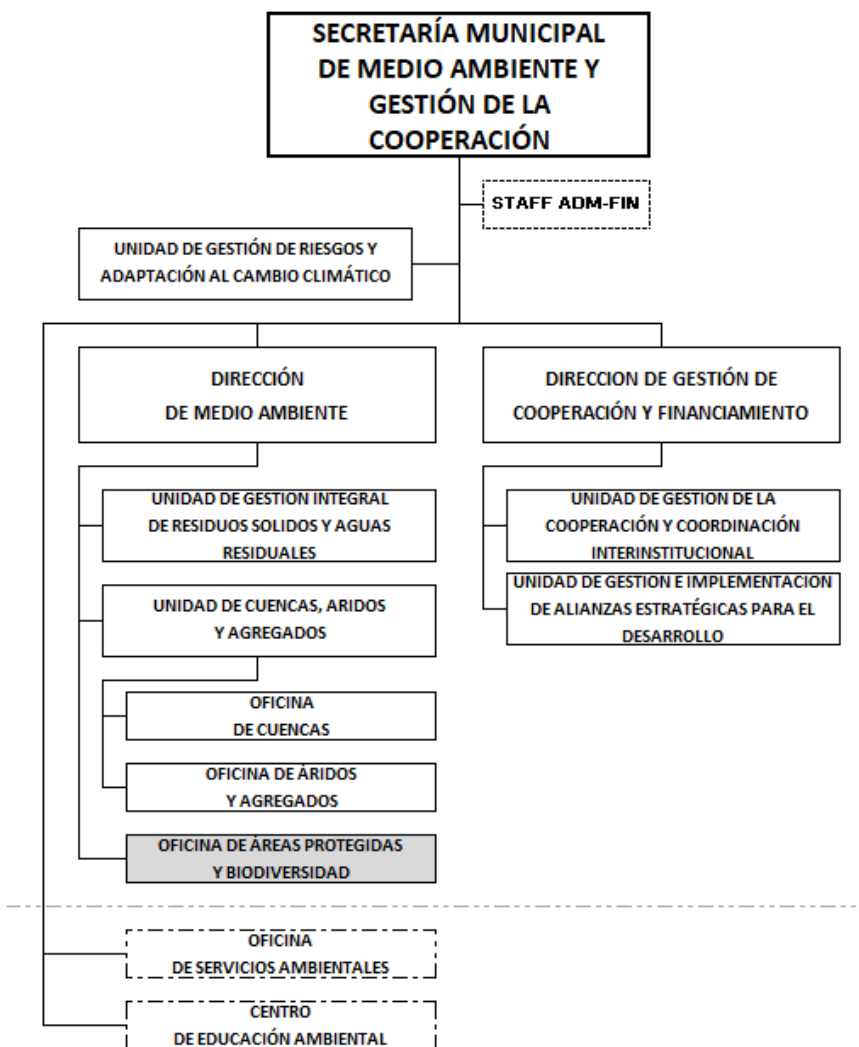 SECRETARÍA MUNICIPAL
DE MEDIO AMBIENTE Y
GESTIÓN DE LA
COOPERACIÓN
STAFF ADM-FIN
UNIDAD DE GESTIÓN DE RIESGOS Y
ADAPTACIÓN AL CAMBIO CLIMÁTICO
DIRECCIÓN
DE MEDIO AMBIENTE
DIRECCION DE GESTIÓN DE
COOPERACIÓN Y FINANCIAMIENTO
UNIDAD DE GESTION INTEGRAL
DE RESIDUOS SOLIDOS Y AGUAS
RESIDUALES
UNIDAD DE GESTION DE LA
COOPERACIÓN Y COORDINACIÓN
INTERINSTITUCIONAL
UNIDAD DE CUENCAS, ARIDOS
Y AGREGADOS
UNIDAD DE GESTION E IMPLEMENTACION
DE ALIANZAS ESTRATÉGICAS PARA EL
DESARROLLO
OFICINA
DE CUENCAS
OFICINA DE ÁRIDOS
Y AGREGADOS
OFICINA DE ÁREAS PROTEGIDAS
Y BIODIVERSIDAD
OFICINA
DE SERVICIOS AMBIENTALES
CENTRO
DE EDUCACIÓN AMBIENTAL